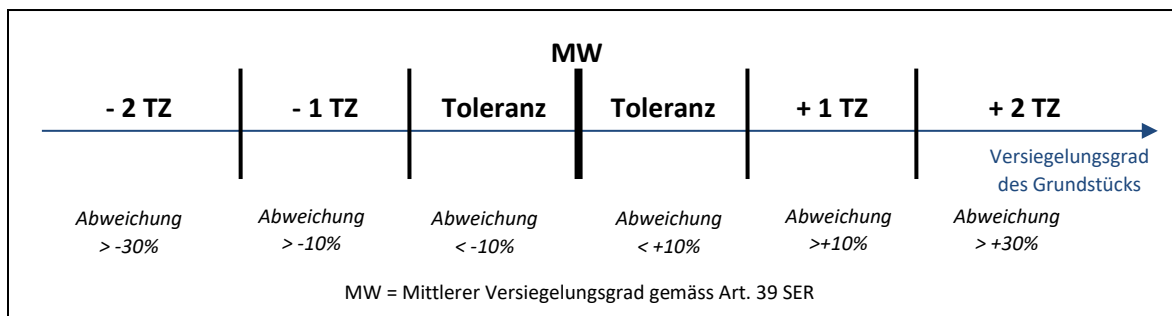 MW
- 2 TZ - 1 TZ Toleranz Toleranz + 1 TZ + 2 TZ
Versiegelungsgrad
des Grundstücks
Abweichung Abweichung Abweichung Abweichung Abweichung Abweichung
> -30% > -10% < -10% < +10% >+10% > +30%
MW = Mittlerer Versiegelungsgrad gemäss Art. 39 SER